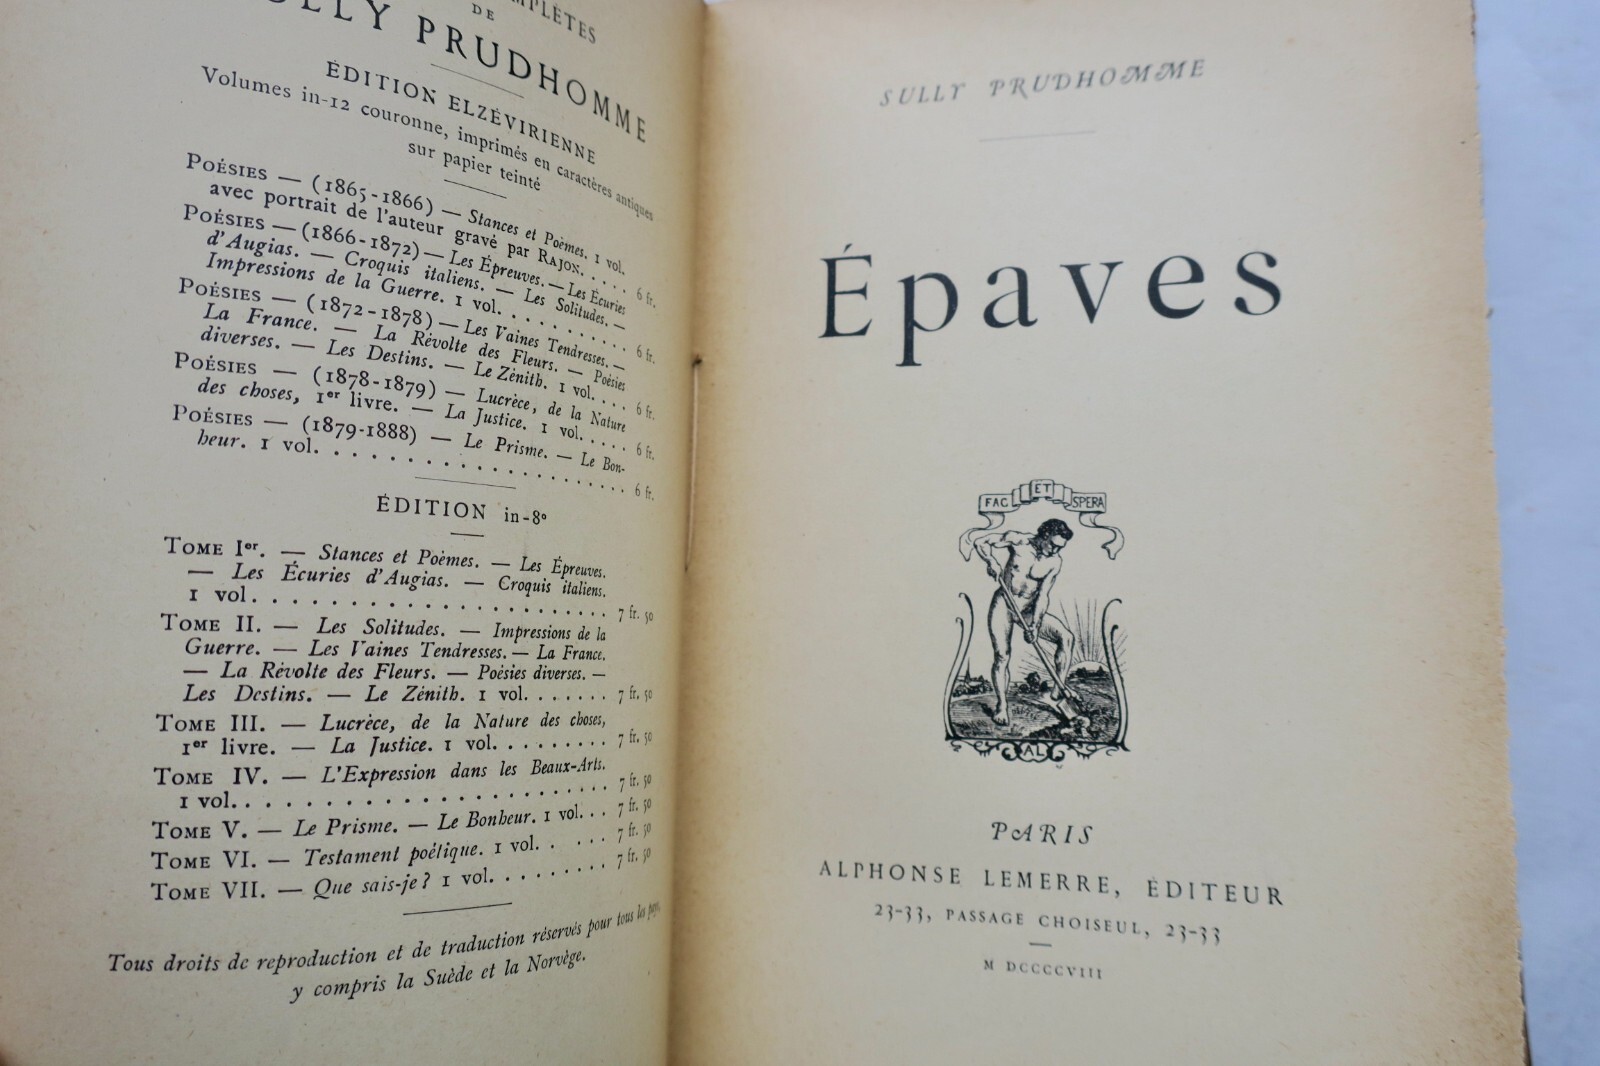 DE
SULLY PRUDHOMME
ÉDITION ELZÉVIRIENNE
Volumes in-12 couronne, imprimés en caractères antiques
sur papier teinté
POÉSIES — (1865-1866) — Stances et Poèmes. 1 vol.
avec portrait de l'auteur gravé par RAJON. . . . . 6 fr.
POÉSIES — (1866-1872) — Les Épreuves. — Les Écuries
d'Augias. — Croquis italiens. — Les Solitudes. —
Impressions de la Guerre. 1 vol. . . . . . . . . . . 6 fr.
POÉSIES — (1872-1878) — Les Vaines Tendresses. —
La France. — La Révolte des Fleurs. — Poésies
diverses. — Les Destins. — Le Zénith. 1 vol. . . . 6 fr.
POÉSIES — (1878-1879) — Lucrèce, de la Nature
des choses, 1er livre. — La Justice. 1 vol. . . . . 6 fr.
POÉSIES — (1879-1888) — Le Prisme. — Le Bon-
heur. 1 vol. . . . . . . . . . . . . . . . . . . . 6 fr.
ÉDITION in-8°
TOME Ier. — Stances et Poèmes. — Les Épreuves.
— Les Écuries d'Augias. — Croquis italiens.
1 vol. . . . . . . . . . . . . . . . . . . . . . . 7 fr. 50
TOME II. — Les Solitudes. — Impressions de la
Guerre. — Les Vaines Tendresses. — La France.
— La Révolte des Fleurs. — Poésies diverses. —
Les Destins. — Le Zénith. 1 vol. . . . . . . . 7 fr. 50
TOME III. — Lucrèce, de la Nature des choses,
1er livre. — La Justice. 1 vol. . . . . . . . . 7 fr. 50
TOME IV. — L'Expression dans les Beaux-Arts.
1 vol. . . . . . . . . . . . . . . . . . . . . . . 7 fr. 50
TOME V. — Le Prisme. — Le Bonheur. 1 vol. . . 7 fr. 50
TOME VI. — Testament poétique. 1 vol. . . . . 7 fr. 50
TOME VII. — Que sais-je? 1 vol. . . . . . . . . 7 fr. 50
Tous droits de reproduction et de traduction réservés pour tous les pays,
y compris la Suède et la Norvège.
SULLY PRUDHOMME
Épaves
FAC ET SPERA
AL
PARIS
ALPHONSE LEMERRE, ÉDITEUR
23-33, PASSAGE CHOISEUL, 23-33
M DCCCCVIII